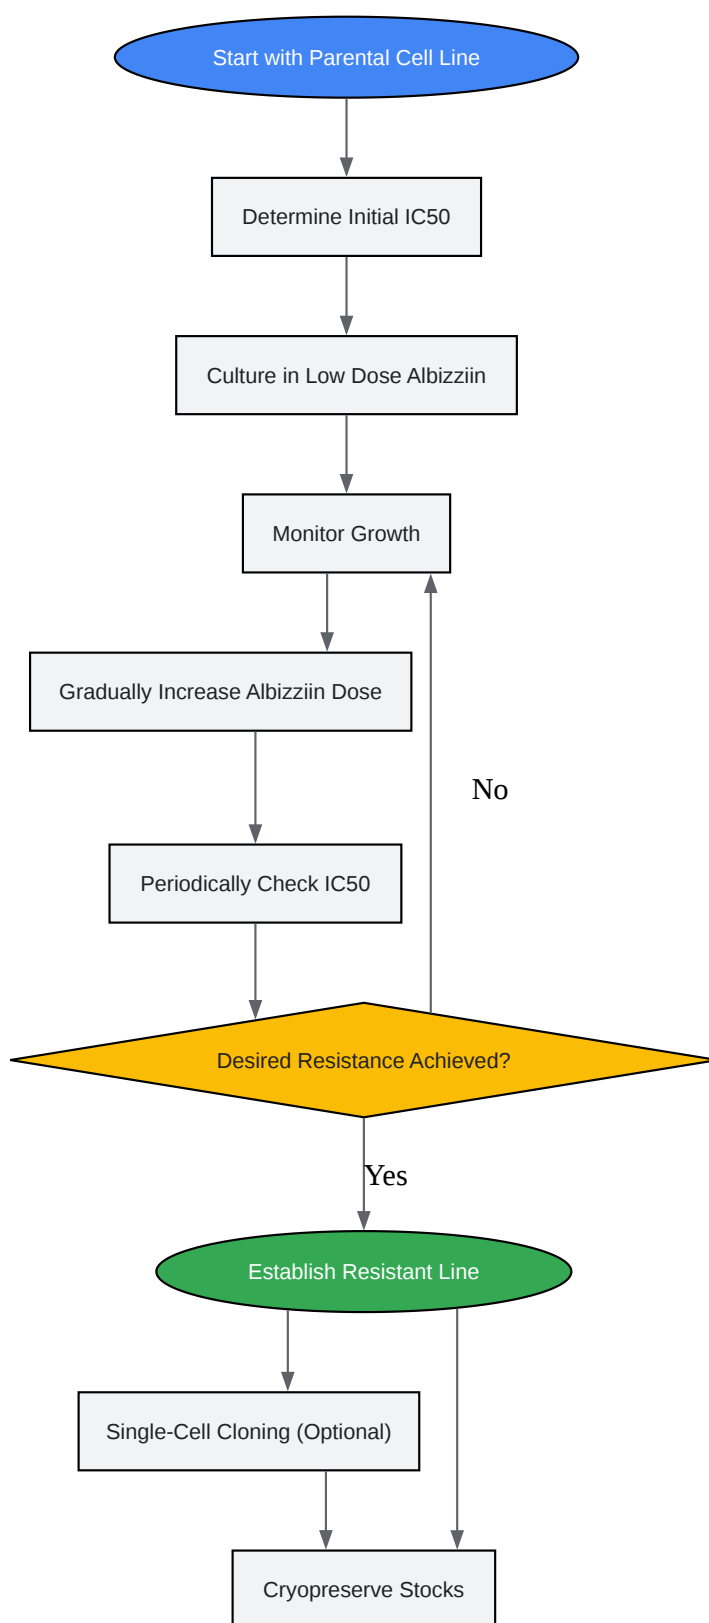 Start with Parental Cell Line
Determine Initial IC50
Culture in Low Dose Albizziin
Monitor Growth
Gradually Increase Albizziin Dose
No
Periodically Check IC50
Desired Resistance Achieved?
Yes
Establish Resistant Line
Single-Cell Cloning (Optional)
Cryopreserve Stocks